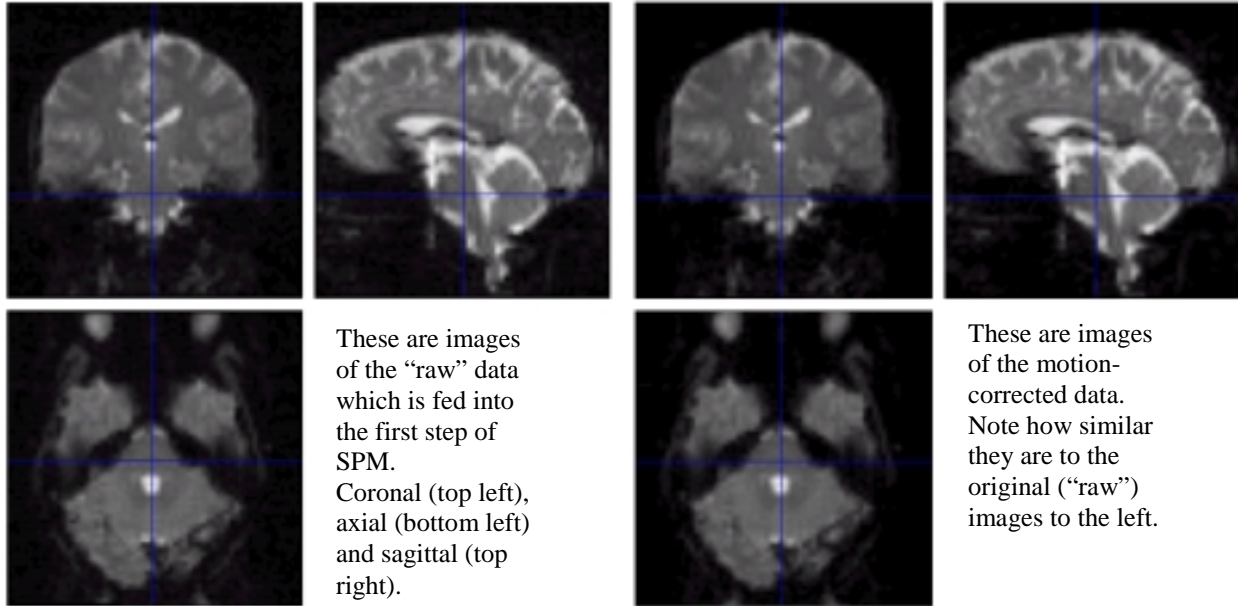 These are images
of the “raw” data
which is fed into
the first step of
SPM.
Coronal (top left),
axial (bottom left)
and sagittal (top
right).
These are images
of the motion-
corrected data.
Note how similar
they are to the
original (“raw”)
images to the left.